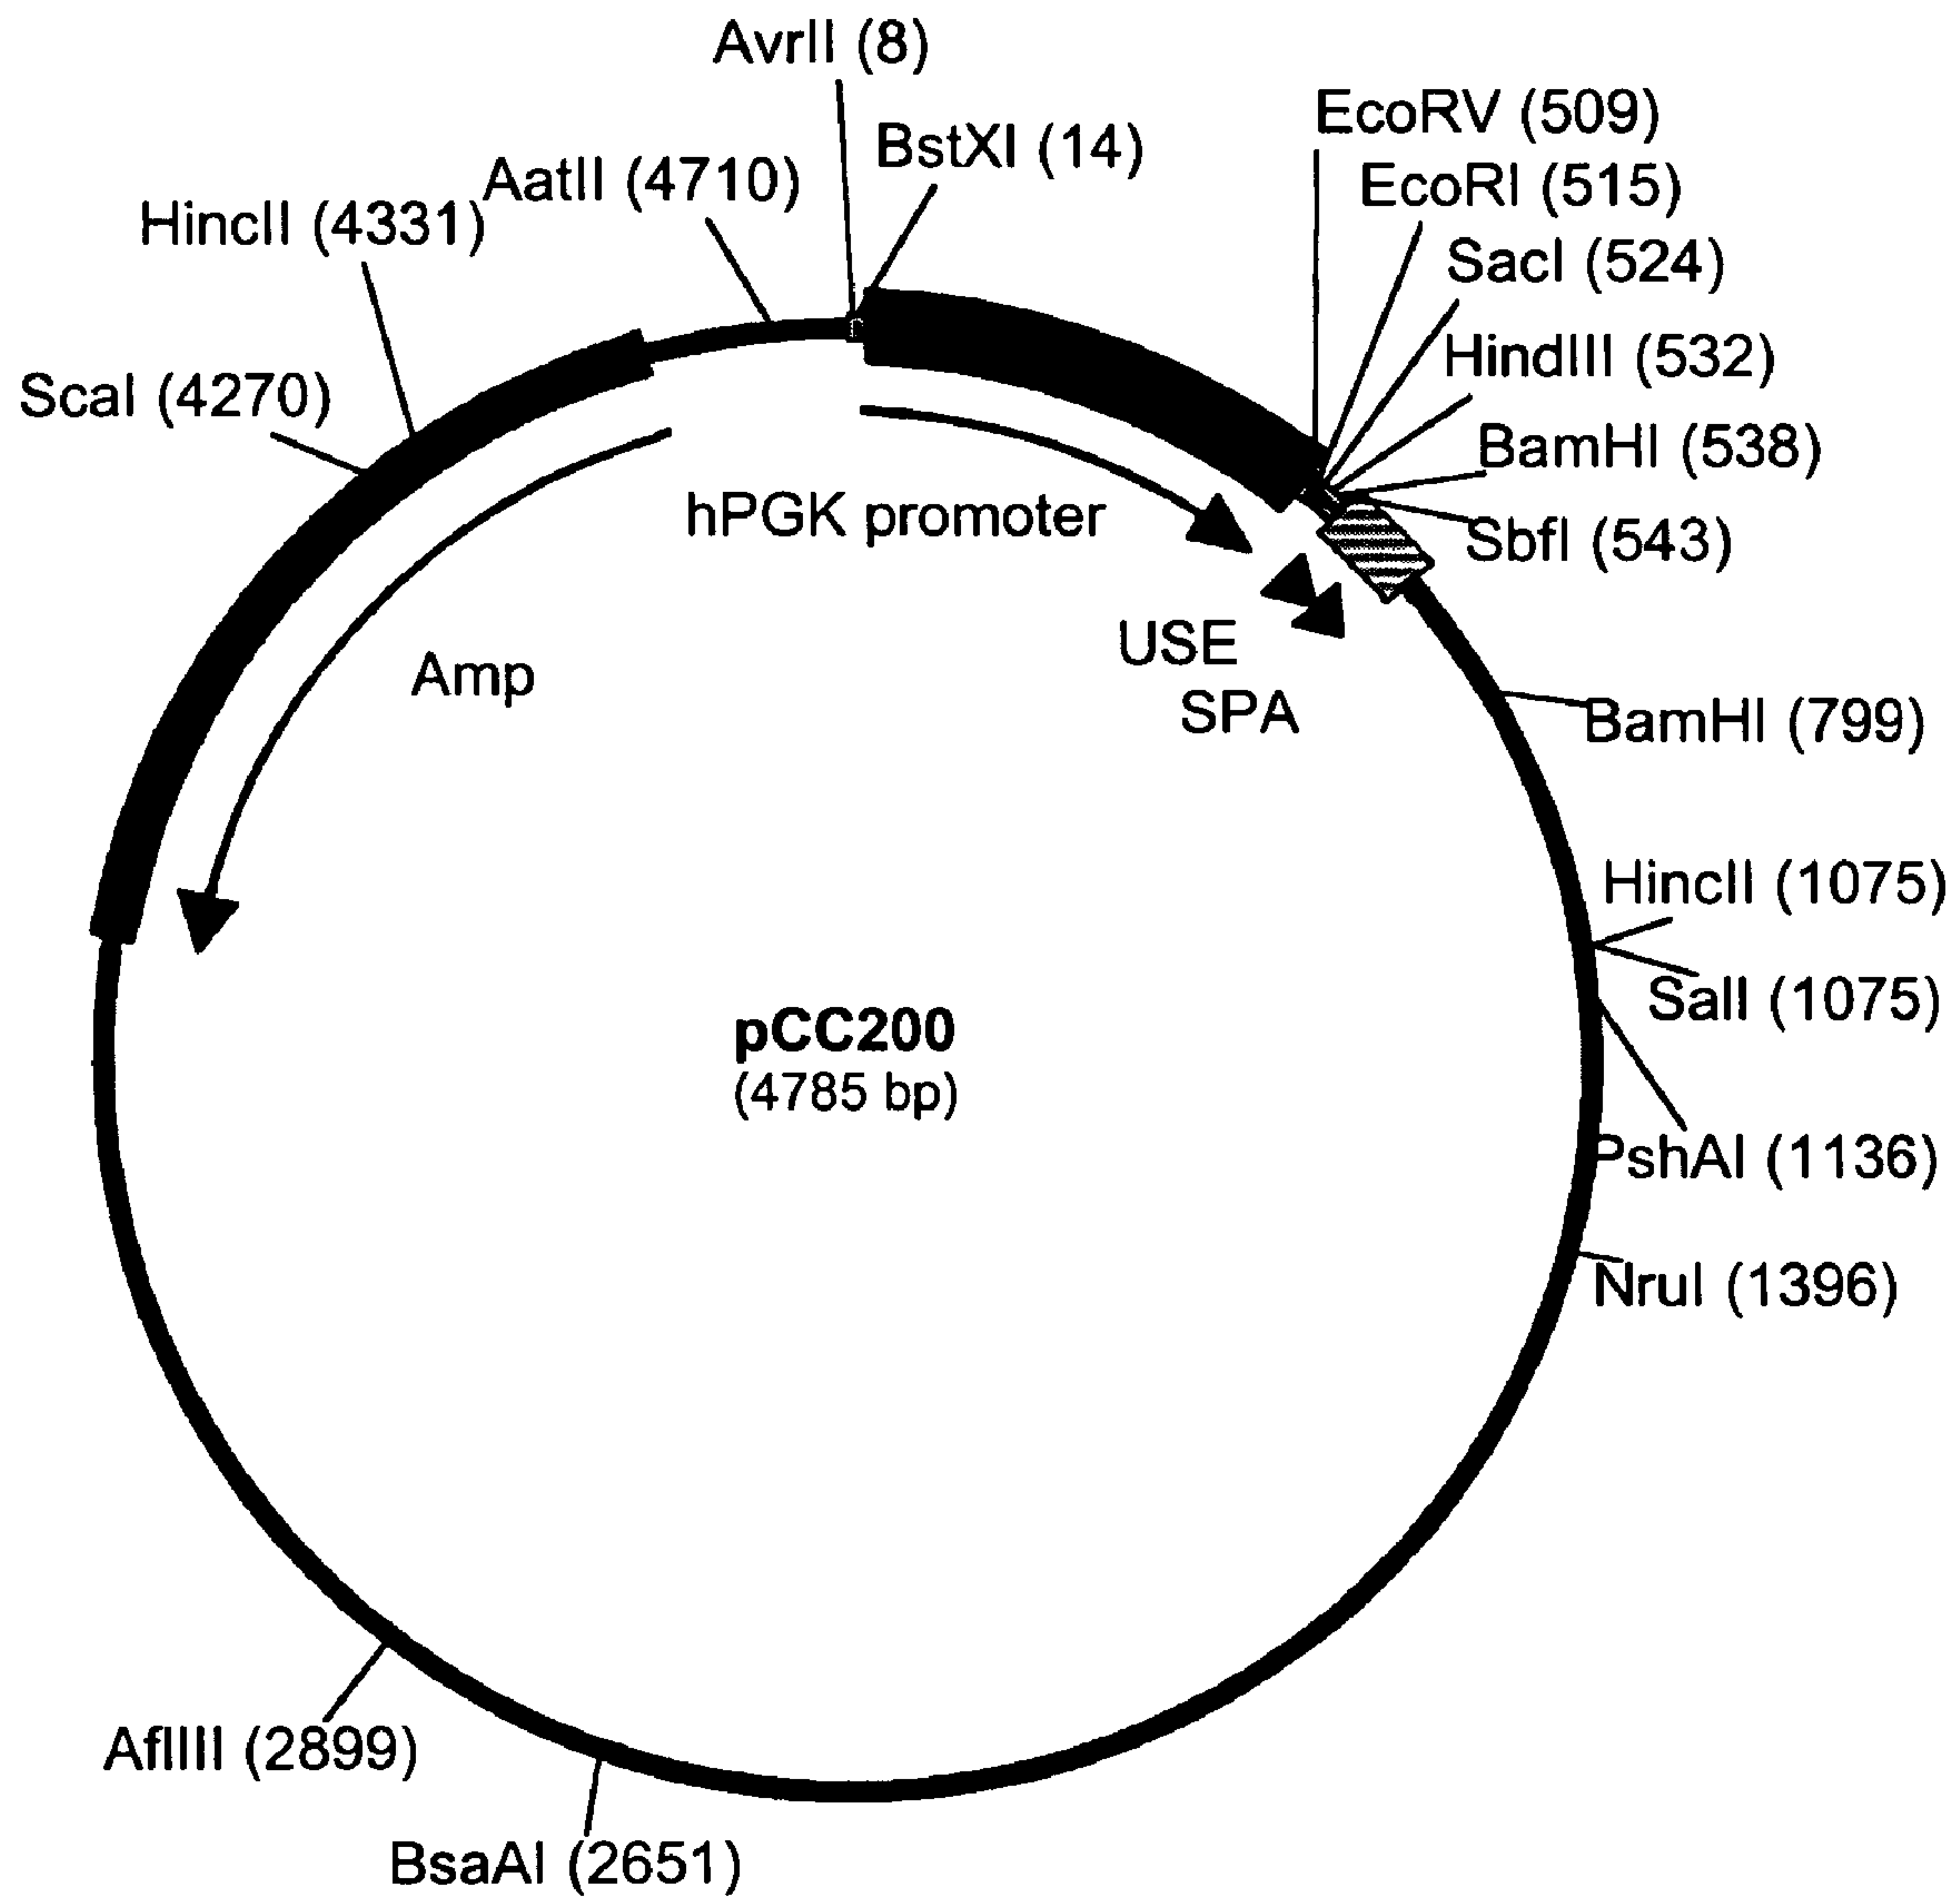 AvrII (8)
BstXI (14)
EcoRV (509)
EcoRI (515)
SacI (524)
HindIII (532)
BamHI (538)
SbfI (543)
AatII (4710)
HincII (4331)
ScaI (4270)
hPGK promoter
Amp
USE
SPA
BamHI (799)
HincII (1075)
SalI (1075)
PshAI (1136)
NruI (1396)
pCC200
(4785 bp)
AflIII (2899)
BsaAI (2651)